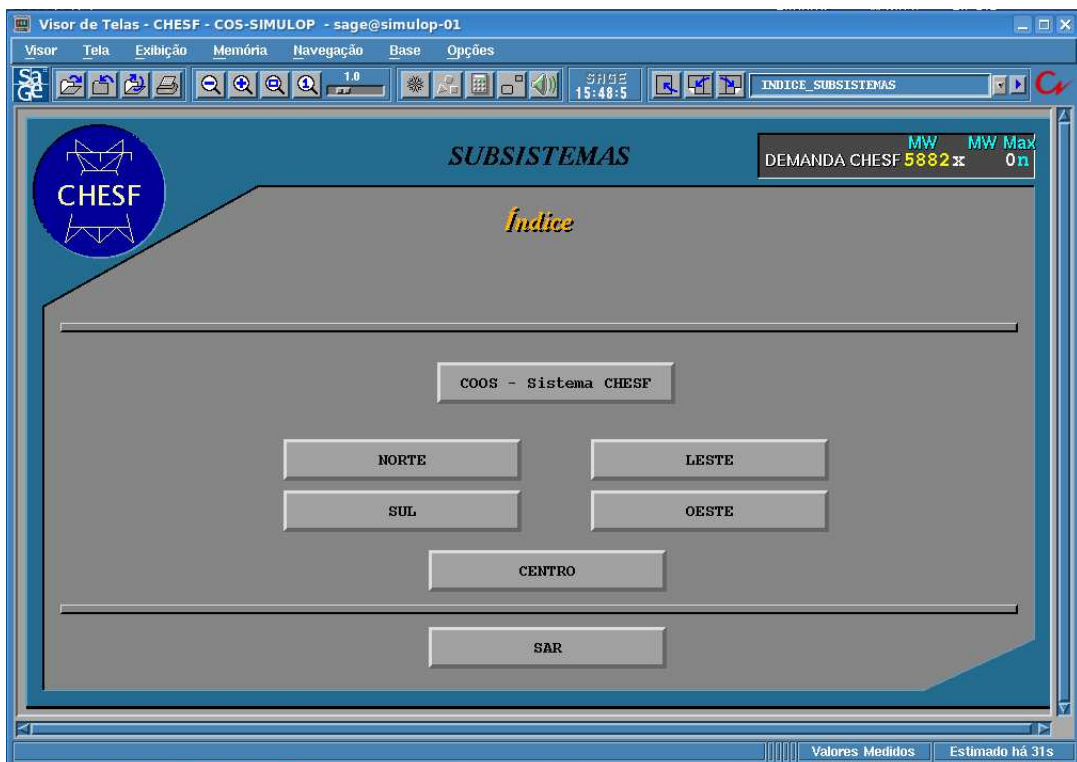 Visor de Telas - CHESF - COS-SIMULOP - sage@simulop-01
Visor Tela Exibição Memória Navegação Base Opções
Sa
ge
1.0
SAGE
15:48:5
INDICE_SUBSISTEMAS
CHESF
SUBSISTEMAS
MW MW Max
DEMANDA CHESF 5882 x 0 n
Índice
COOS - Sistema CHESF
NORTE LESTE
SUL OESTE
CENTRO
SAR
Valores Medidos Estimado há 31s